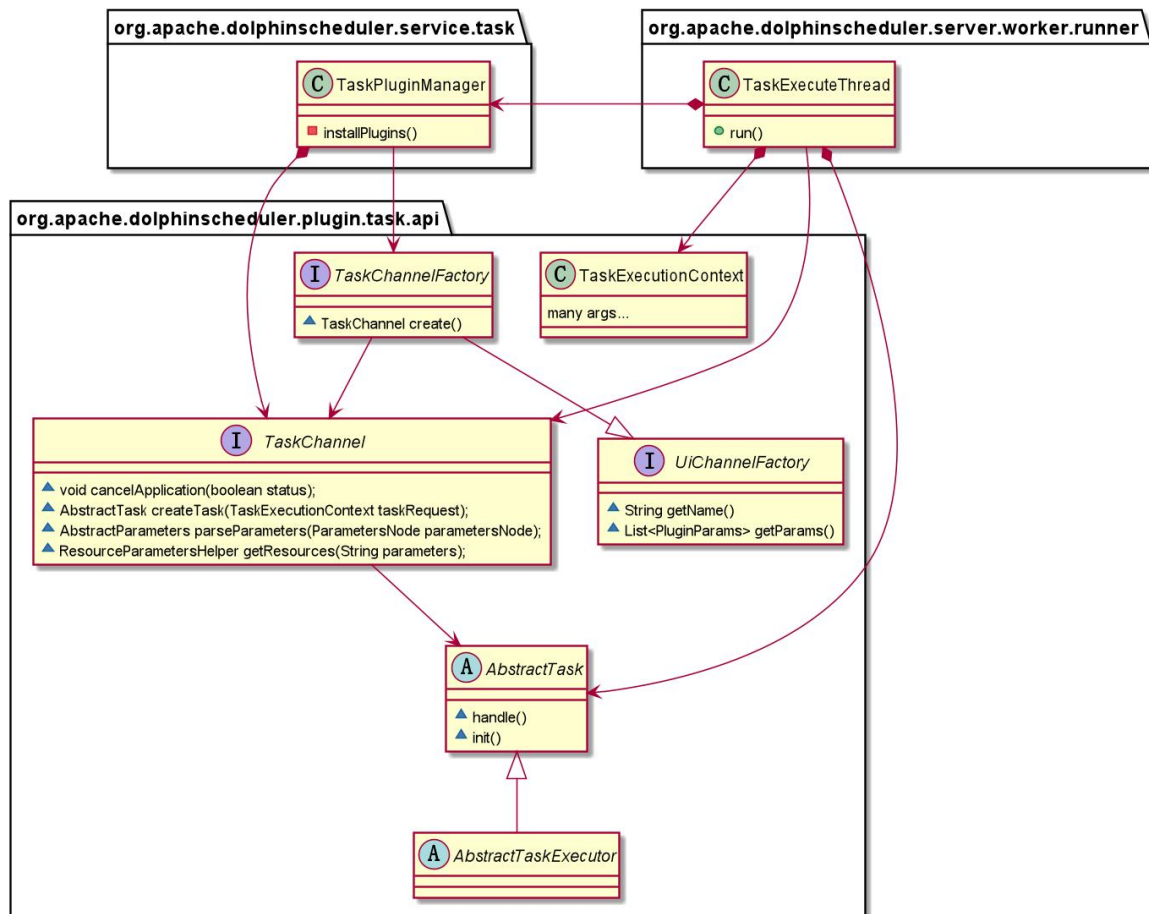 org.apache.dolphinscheduler.service.task
org.apache.dolphinscheduler.server.worker.runner
C TaskPluginManager
installPlugins()
C TaskExecuteThread
run()
org.apache.dolphinscheduler.plugin.task.api
I TaskChannelFactory
TaskChannel create()
C TaskExecutionContext
many args...
I TaskChannel
void cancelApplication(boolean status);
AbstractTask createTask(TaskExecutionContext taskRequest);
AbstractParameters parseParameters(ParametersNode parametersNode);
ResourceParametersHelper getResources(String parameters);
I UiChannelFactory
String getName()
List<PluginParams> getParams()
A AbstractTask
handle()
init()
A AbstractTaskExecutor